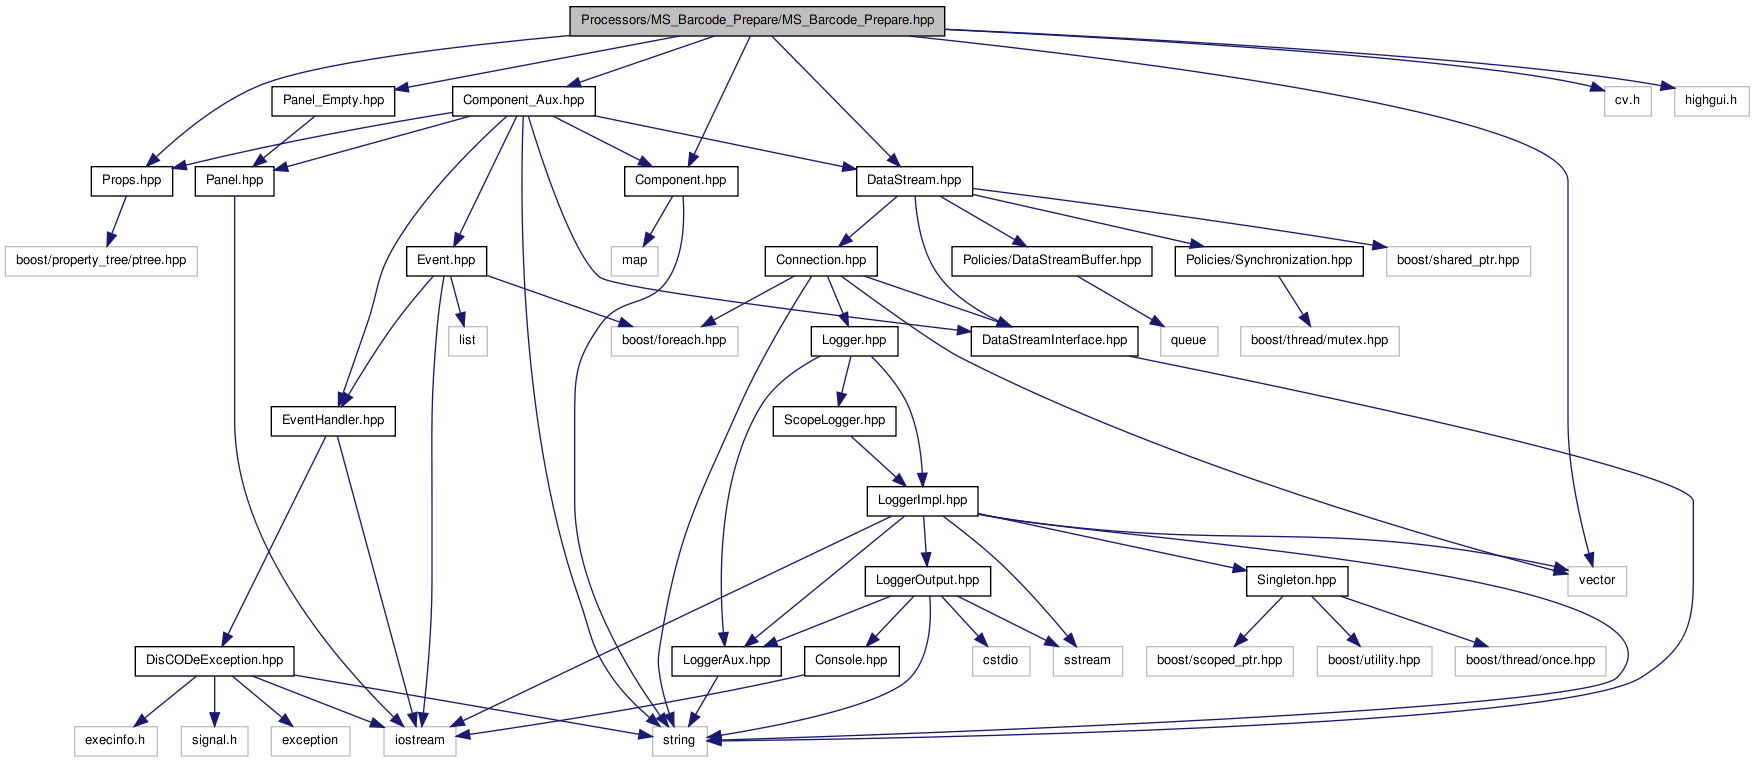 Processors/MS_Barcode_Prepare/MS_Barcode_Prepare.hpp
Panel_Empty.hpp
Component_Aux.hpp
cv.h
highgui.h
Props.hpp
Panel.hpp
Component.hpp
DataStream.hpp
boost/property_tree/ptree.hpp
Event.hpp
map
Connection.hpp
Policies/DataStreamBuffer.hpp
Policies/Synchronization.hpp
boost/shared_ptr.hpp
list
boost/foreach.hpp
Logger.hpp
DataStreamInterface.hpp
queue
boost/thread/mutex.hpp
EventHandler.hpp
ScopeLogger.hpp
LoggerImpl.hpp
LoggerOutput.hpp
Singleton.hpp
vector
DisCODeException.hpp
LoggerAux.hpp
Console.hpp
cstdio
sstream
boost/scoped_ptr.hpp
boost/utility.hpp
boost/thread/once.hpp
execinfo.h
signal.h
exception
iostream
string